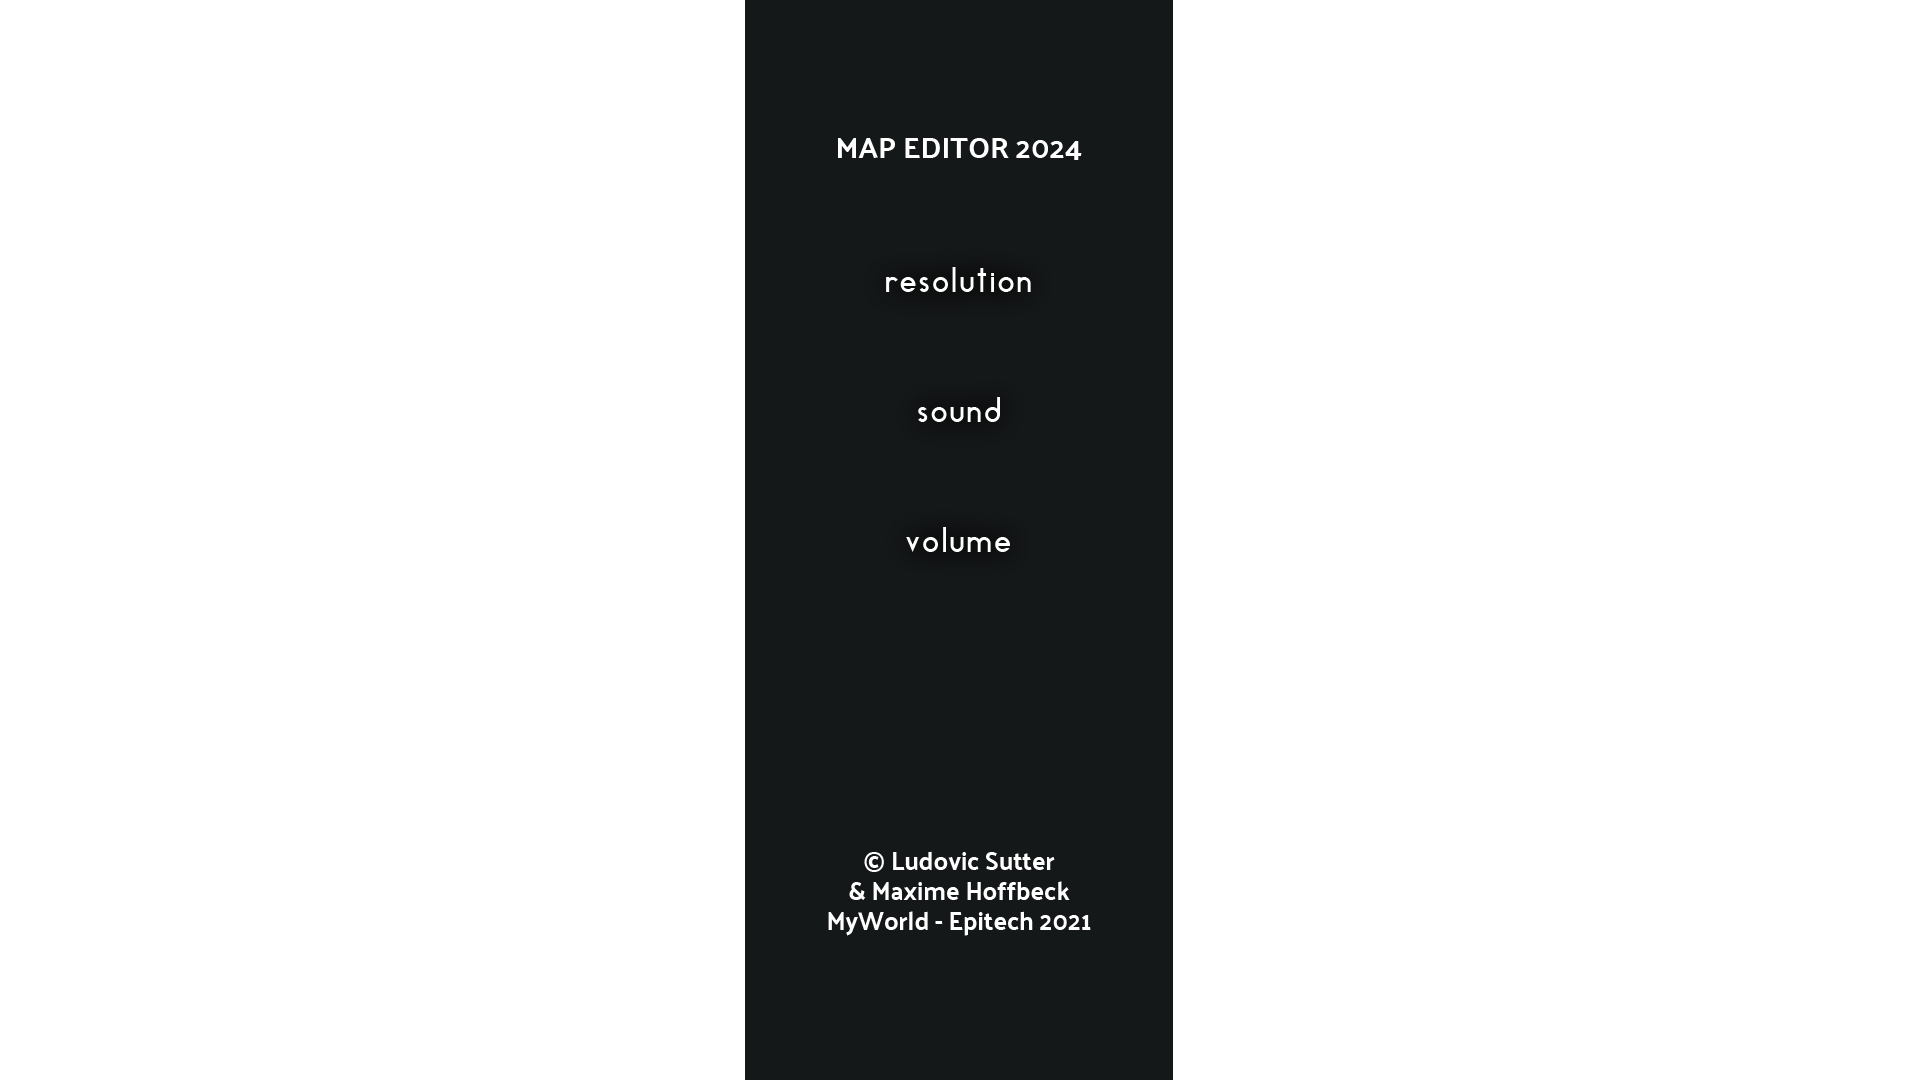 MAP EDITOR 2024
resolution
sound
volume
© Ludovic Sutter
& Maxime Hoffbeck
MyWorld - Epitech 2021